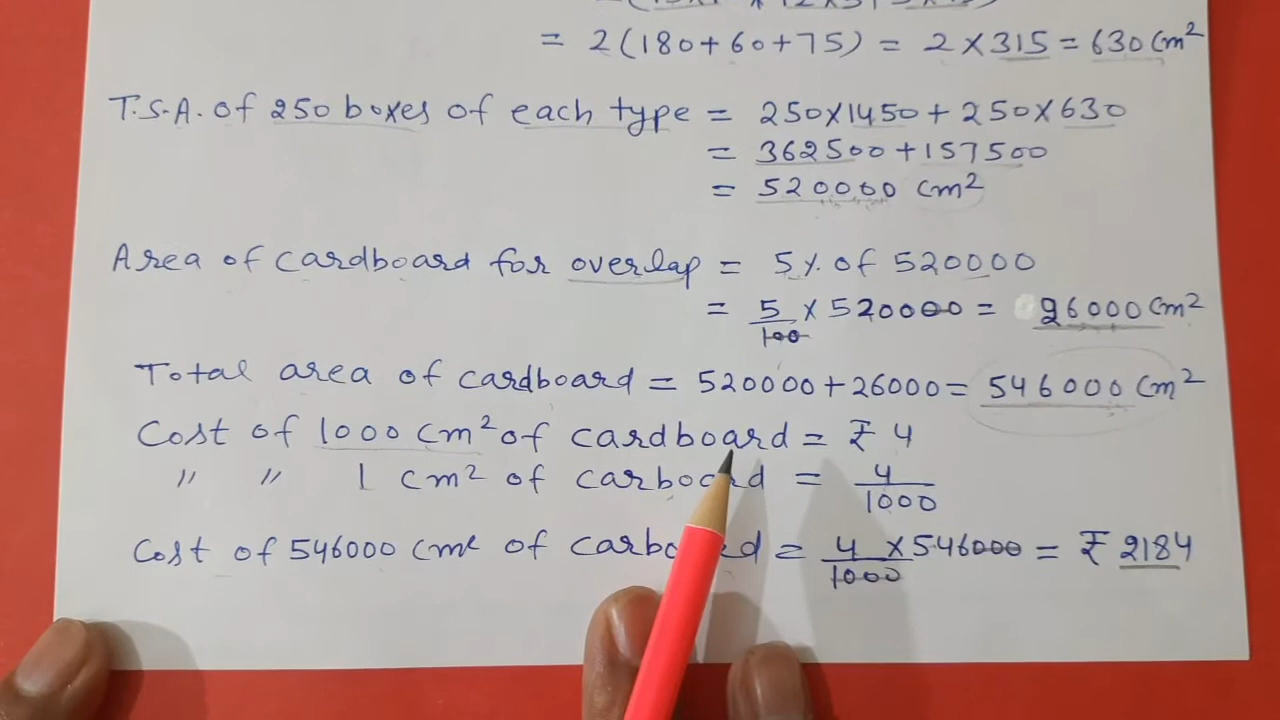 = 2(180+60+75) = 2×315 = 630 cm²
T.S.A. of 250 boxes of each type = 250×1450 + 250×630
= 362500 + 157500
= 520000 cm²
Area of cardboard for overlap = 5% of 520000
= 5/100 × 520000 = 26000 cm²
Total area of cardboard = 520000 + 26000 = 546000 cm²
Cost of 1000 cm² of cardboard = ₹ 4
" " 1 cm² of carboard = 4/1000
Cost of 546000 cm² of carboard = 4/1000 × 546000 = ₹ 2184